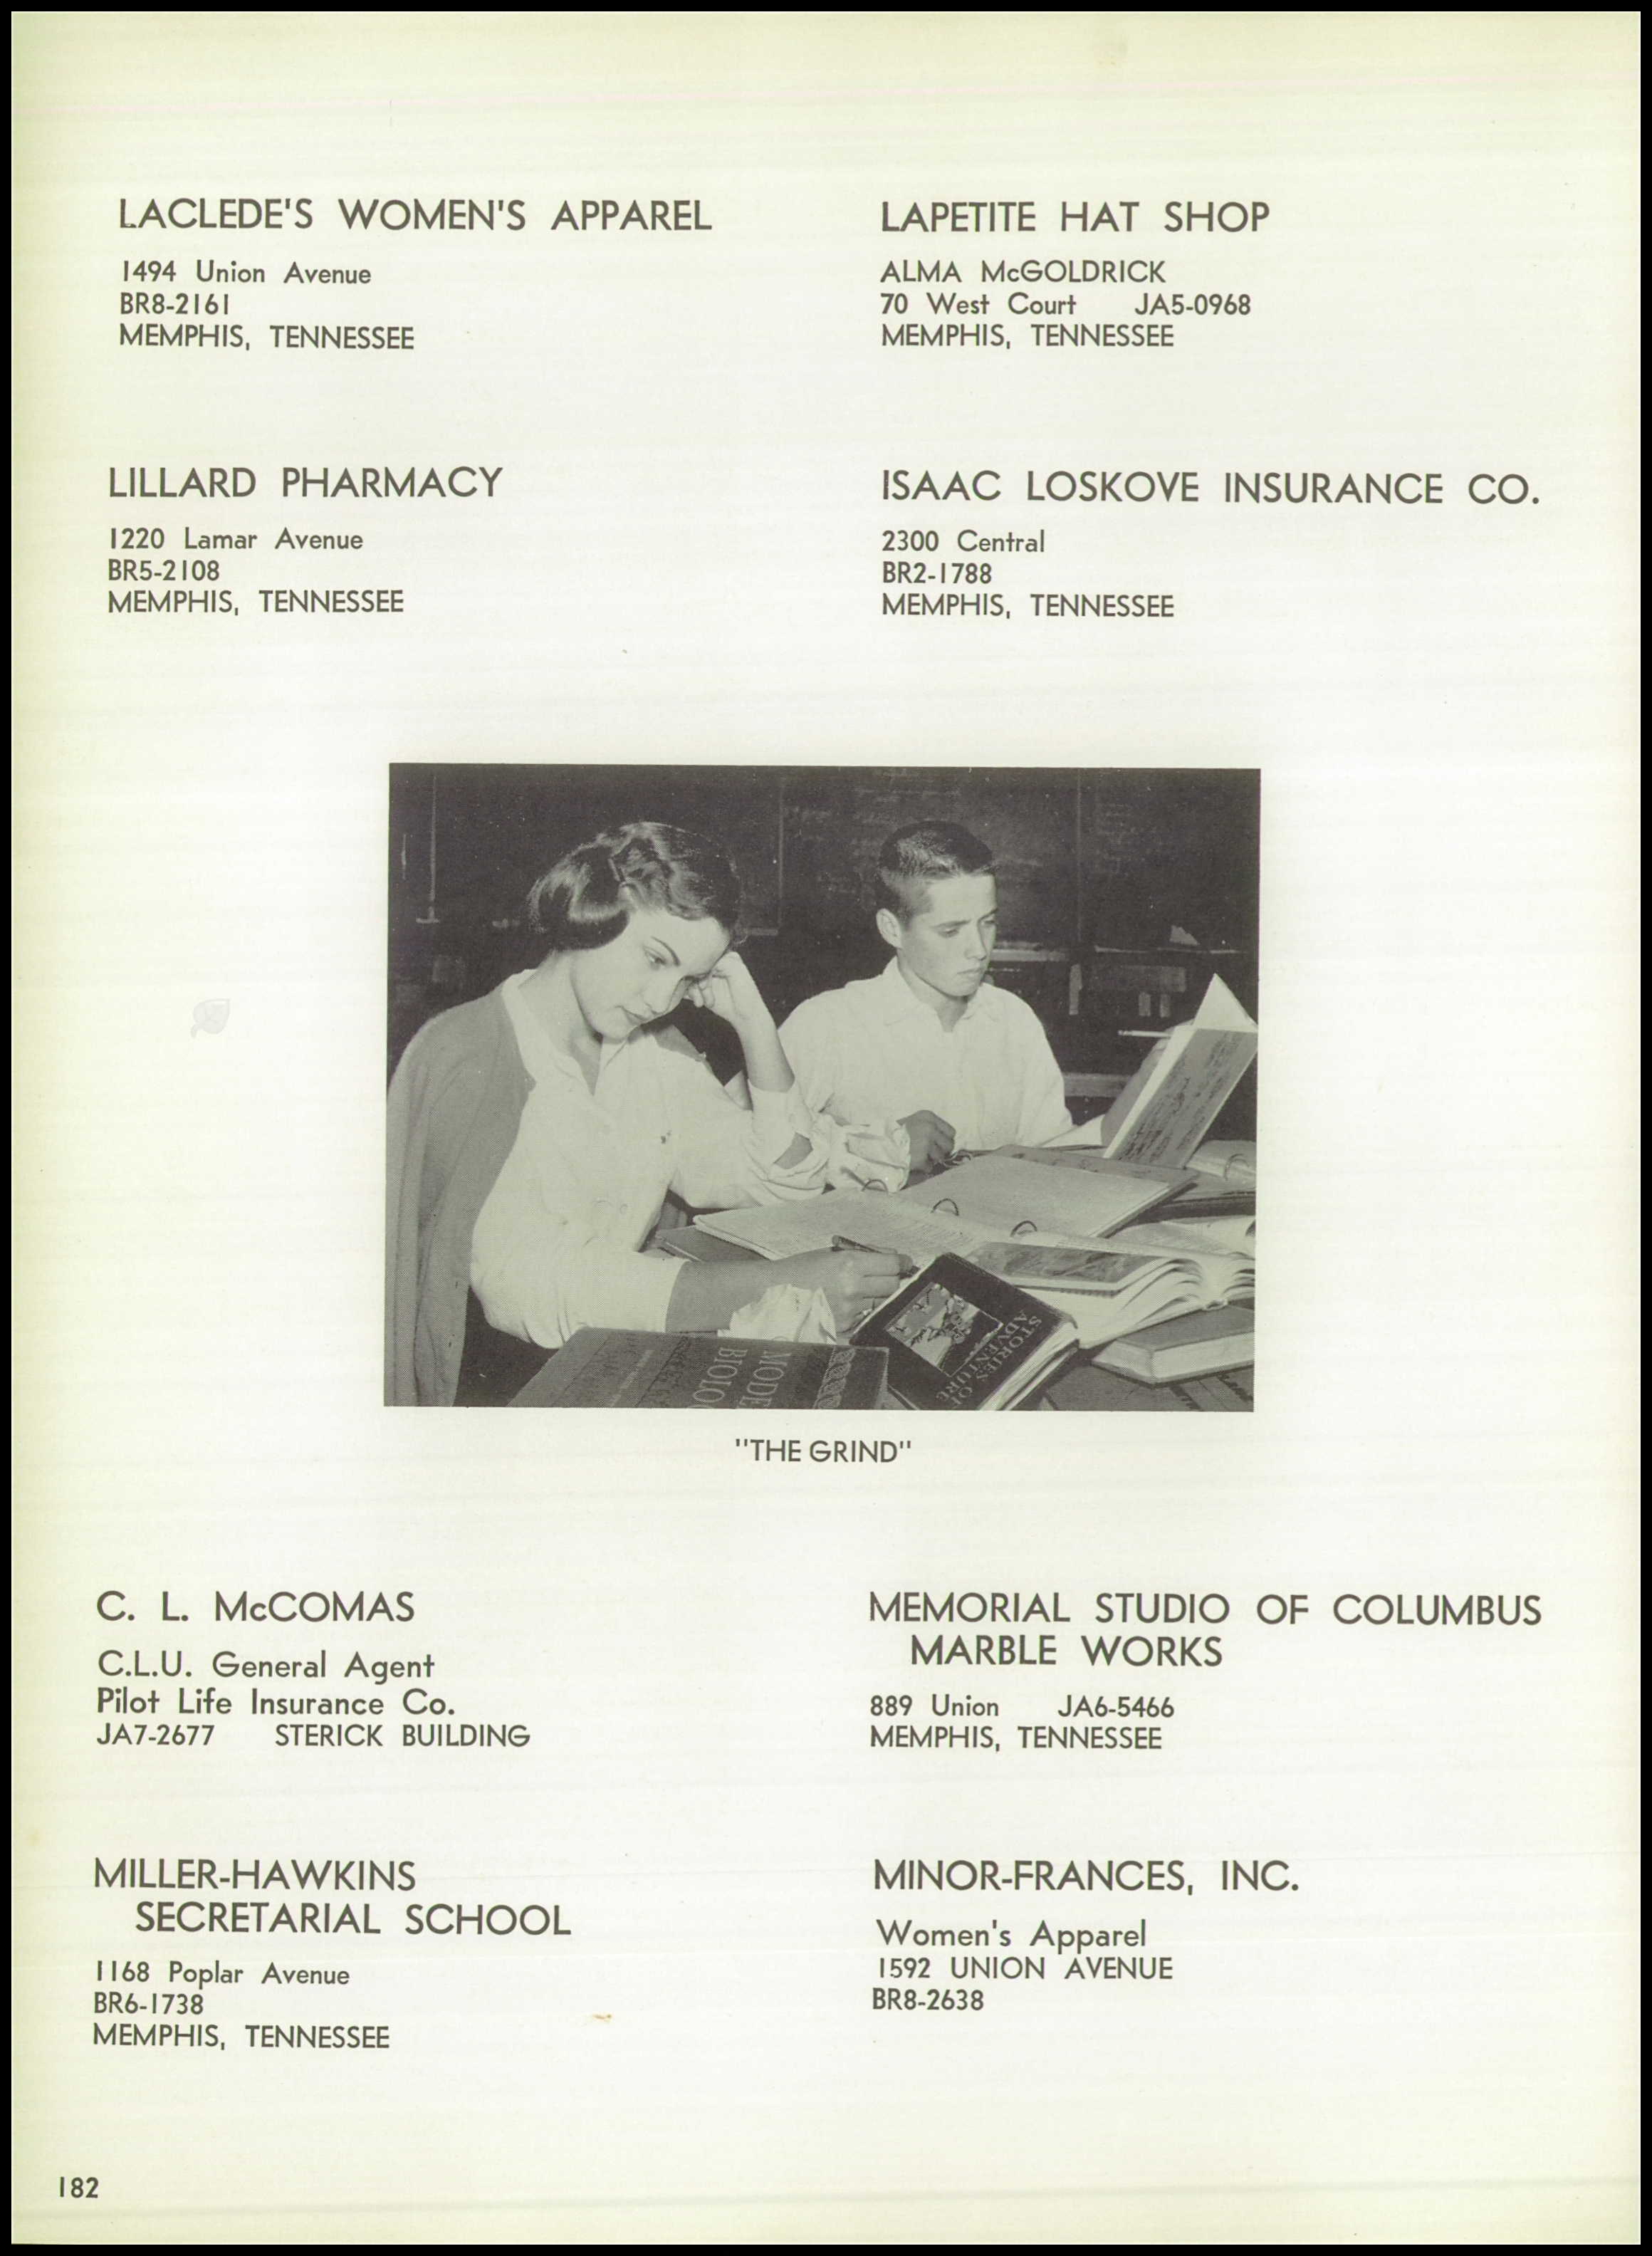 LACLEDE'S WOMEN'S APPAREL
1494 Union Avenue
BR8-2161
MEMPHIS, TENNESSEE
LAPETITE HAT SHOP
ALMA McGOLDRICK
70 West Court JA5-0968
MEMPHIS, TENNESSEE
LILLARD PHARMACY
1220 Lamar Avenue
BR5-2108
MEMPHIS, TENNESSEE
ISAAC LOSKOVE INSURANCE CO.
2300 Central
BR2-1788
MEMPHIS, TENNESSEE
MODE
BIOLO
STORIES OF
ADVENTURE
"THE GRIND"
C. L. McCOMAS
C.L.U. General Agent
Pilot Life Insurance Co.
JA7-2677 STERICK BUILDING
MEMORIAL STUDIO OF COLUMBUS
MARBLE WORKS
889 Union JA6-5466
MEMPHIS, TENNESSEE
MILLER-HAWKINS
SECRETARIAL SCHOOL
1168 Poplar Avenue
BR6-1738
MEMPHIS, TENNESSEE
MINOR-FRANCES, INC.
Women's Apparel
1592 UNION AVENUE
BR8-2638
182